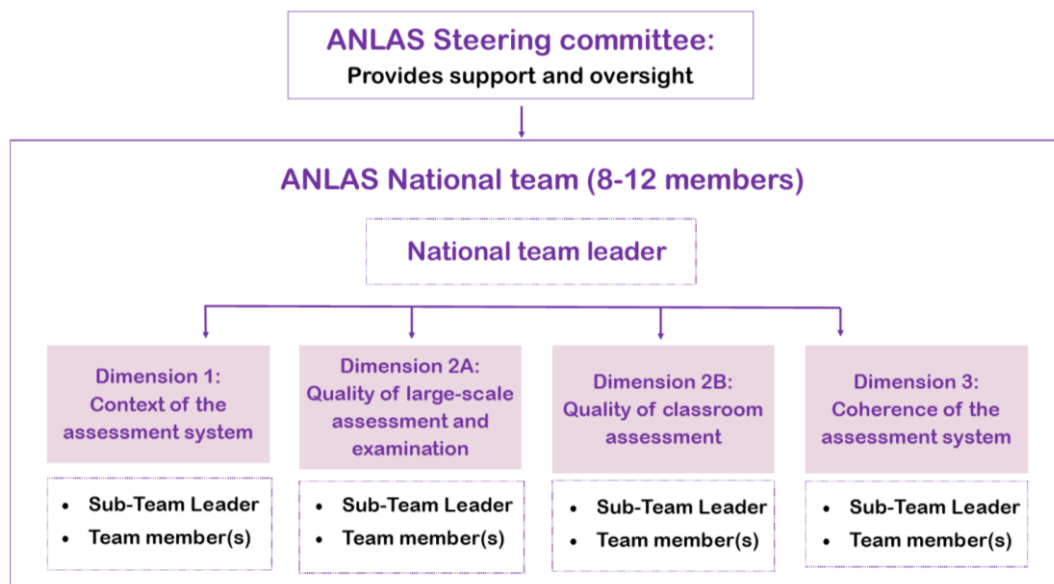 ANLAS Steering committee:
Provides support and oversight
ANLAS National team (8-12 members)
National team leader
Dimension 1:
Context of the
assessment system
• Sub-Team Leader
• Team member(s)
Dimension 2A:
Quality of large-scale
assessment and
examination
• Sub-Team Leader
• Team member(s)
Dimension 2B:
Quality of classroom
assessment
• Sub-Team Leader
• Team member(s)
Dimension 3:
Coherence of the
assessment system
• Sub-Team Leader
• Team member(s)